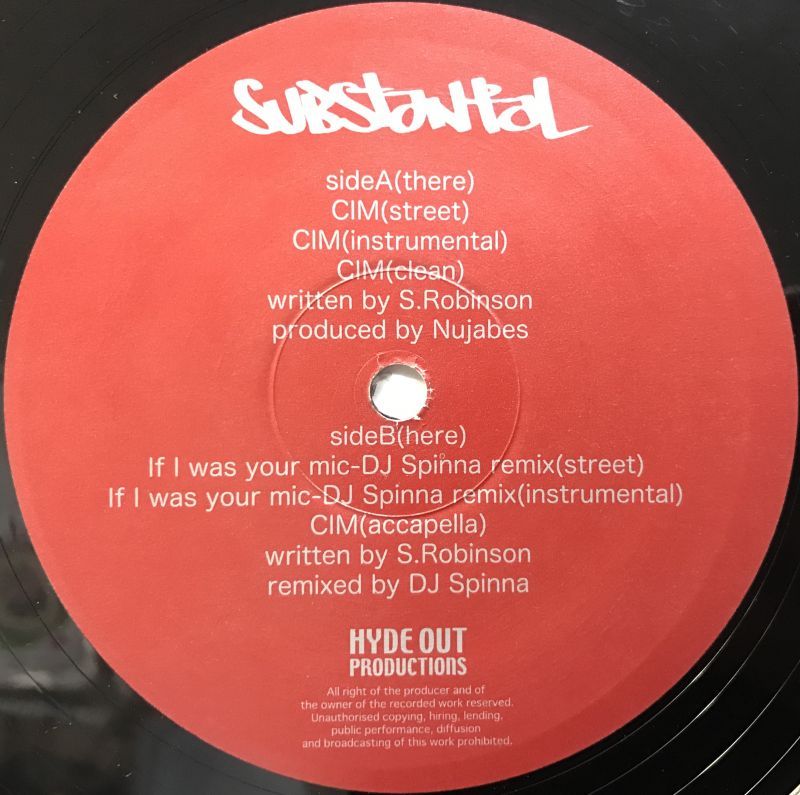 SUBStaNtiaL
sideA(there)
CIM(street)
CIM(instrumental)
CIM(clean)
written by S.Robinson
produced by Nujabes
sideB(here)
If I was your mic-DJ Spinna remix(street)
If I was your mic-DJ Spinna remix(instrumental)
CIM(accapella)
written by S.Robinson
remixed by DJ Spinna
HYDE OUT
PRODUCTIONS
All right of the producer and of
the owner of the recorded work reserved.
Unauthorised copying, hiring, lending,
public performance, diffusion
and broadcasting of this work prohibited.